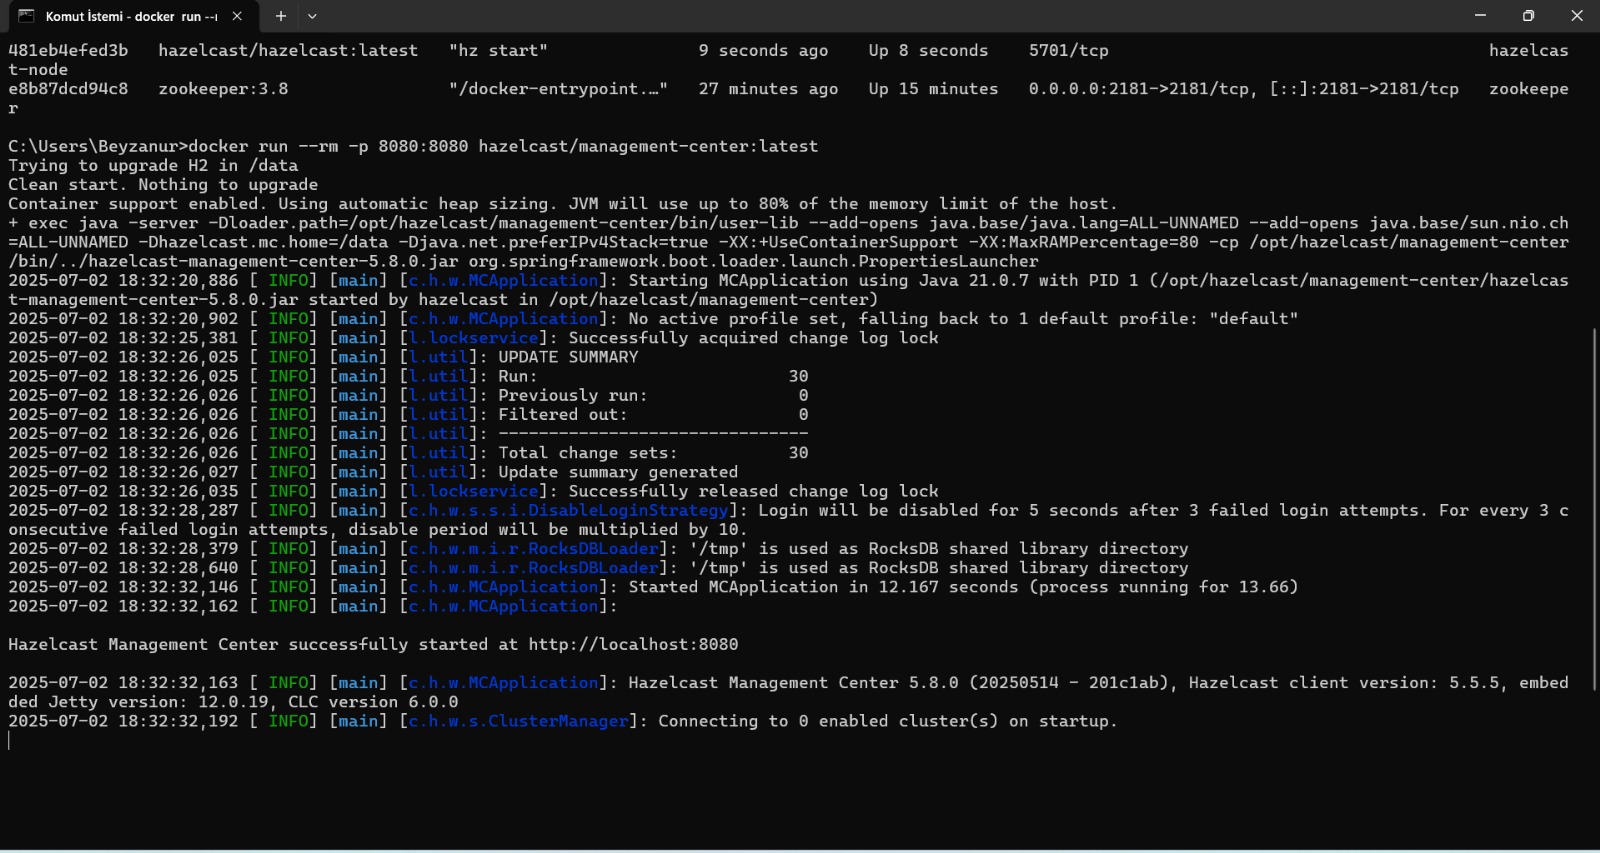 Komut İstemi - docker  run --r
481eb4efed3b   hazelcast/hazelcast:latest   "hz start"               9 seconds ago    Up 8 seconds    5701/tcp                                      hazelcas
t-node
e8b87dcd94c8   zookeeper:3.8                "/docker-entrypoint.…"   27 minutes ago   Up 15 minutes   0.0.0.0:2181->2181/tcp, [::]:2181->2181/tcp   zookeepe
r
C:\Users\Beyzanur>docker run --rm -p 8080:8080 hazelcast/management-center:latest
Trying to upgrade H2 in /data
Clean start. Nothing to upgrade
Container support enabled. Using automatic heap sizing. JVM will use up to 80% of the memory limit of the host.
+ exec java -server -Dloader.path=/opt/hazelcast/management-center/bin/user-lib --add-opens java.base/java.lang=ALL-UNNAMED --add-opens java.base/sun.nio.ch
=ALL-UNNAMED -Dhazelcast.mc.home=/data -Djava.net.preferIPv4Stack=true -XX:+UseContainerSupport -XX:MaxRAMPercentage=80 -cp /opt/hazelcast/management-center
/bin/../hazelcast-management-center-5.8.0.jar org.springframework.boot.loader.launch.PropertiesLauncher
2025-07-02 18:32:20,886 [ INFO] [main] [c.h.w.MCApplication]: Starting MCApplication using Java 21.0.7 with PID 1 (/opt/hazelcast/management-center/hazelcas
t-management-center-5.8.0.jar started by hazelcast in /opt/hazelcast/management-center)
2025-07-02 18:32:20,902 [ INFO] [main] [c.h.w.MCApplication]: No active profile set, falling back to 1 default profile: "default"
2025-07-02 18:32:25,381 [ INFO] [main] [l.lockservice]: Successfully acquired change log lock
2025-07-02 18:32:26,025 [ INFO] [main] [l.util]: UPDATE SUMMARY
2025-07-02 18:32:26,025 [ INFO] [main] [l.util]: Run:                         30
2025-07-02 18:32:26,026 [ INFO] [main] [l.util]: Previously run:               0
2025-07-02 18:32:26,026 [ INFO] [main] [l.util]: Filtered out:                 0
2025-07-02 18:32:26,026 [ INFO] [main] [l.util]: -------------------------------
2025-07-02 18:32:26,026 [ INFO] [main] [l.util]: Total change sets:           30
2025-07-02 18:32:26,027 [ INFO] [main] [l.util]: Update summary generated
2025-07-02 18:32:26,035 [ INFO] [main] [l.lockservice]: Successfully released change log lock
2025-07-02 18:32:28,287 [ INFO] [main] [c.h.w.s.s.i.DisableLoginStrategy]: Login will be disabled for 5 seconds after 3 failed login attempts. For every 3 c
onsecutive failed login attempts, disable period will be multiplied by 10.
2025-07-02 18:32:28,379 [ INFO] [main] [c.h.w.m.i.r.RocksDBLoader]: '/tmp' is used as RocksDB shared library directory
2025-07-02 18:32:28,640 [ INFO] [main] [c.h.w.m.i.r.RocksDBLoader]: '/tmp' is used as RocksDB shared library directory
2025-07-02 18:32:32,146 [ INFO] [main] [c.h.w.MCApplication]: Started MCApplication in 12.167 seconds (process running for 13.66)
2025-07-02 18:32:32,162 [ INFO] [main] [c.h.w.MCApplication]:
Hazelcast Management Center successfully started at http://localhost:8080
2025-07-02 18:32:32,163 [ INFO] [main] [c.h.w.MCApplication]: Hazelcast Management Center 5.8.0 (20250514 - 201c1ab), Hazelcast client version: 5.5.5, embed
ded Jetty version: 12.0.19, CLC version 6.0.0
2025-07-02 18:32:32,192 [ INFO] [main] [c.h.w.s.ClusterManager]: Connecting to 0 enabled cluster(s) on startup.